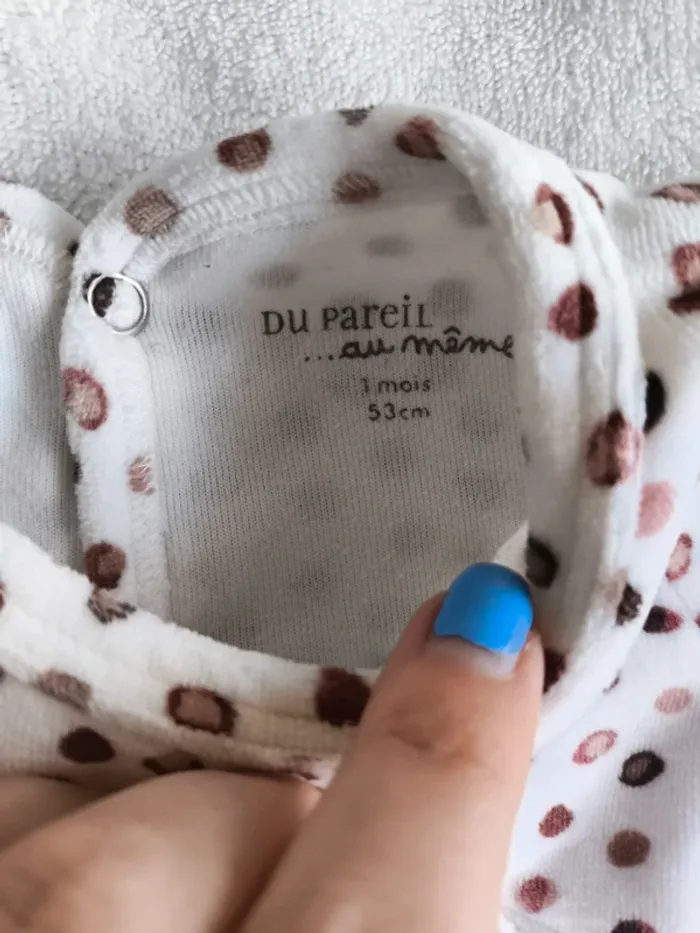 DU PAREIL
...au même
1 mois
53cm